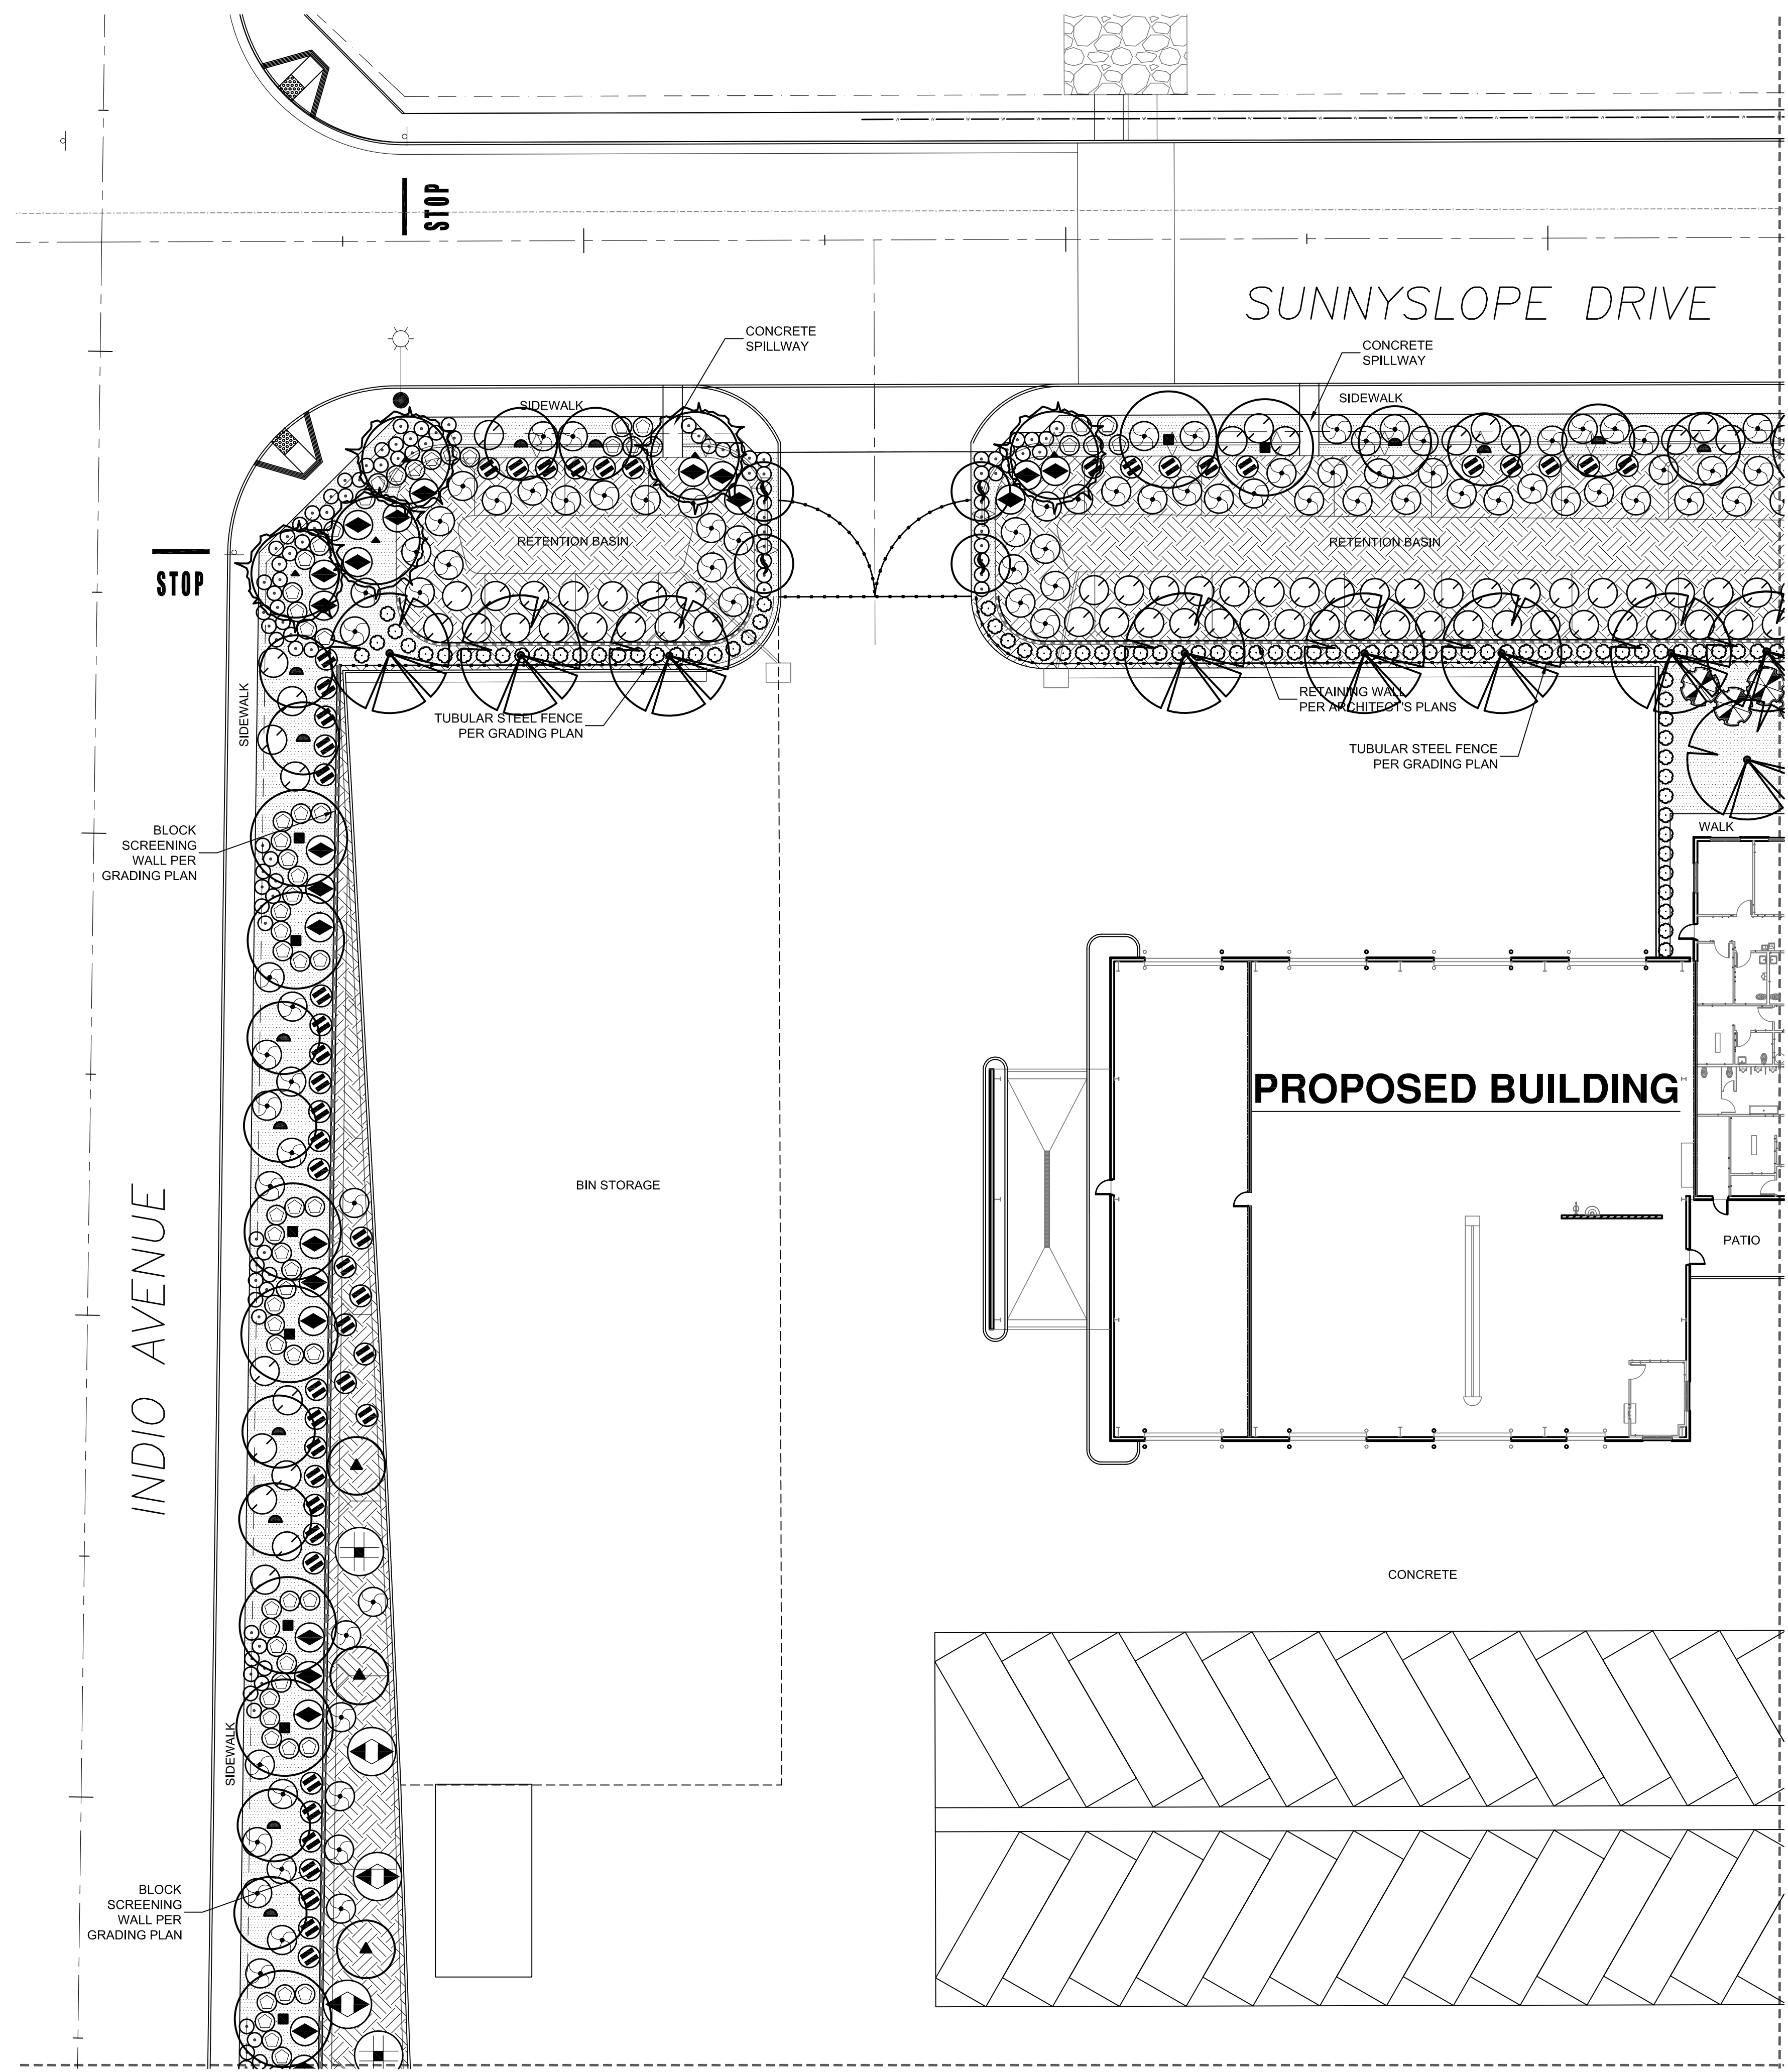 STOP
SUNNYSLOPE DRIVE
CONCRETE
SPILLWAY
CONCRETE
SPILLWAY
SIDEWALK
SIDEWALK
RETENTION BASIN
RETENTION BASIN
STOP
SIDEWALK
TUBULAR STEEL FENCE
PER GRADING PLAN
RETAINING WALL
PER ARCHITECT'S PLANS
TUBULAR STEEL FENCE
PER GRADING PLAN
BLOCK
SCREENING
WALL PER
GRADING PLAN
WALK
PROPOSED BUILDING
BIN STORAGE
INDIO AVENUE
PATIO
CONCRETE
SIDEWALK
BLOCK
SCREENING
WALL PER
GRADING PLAN